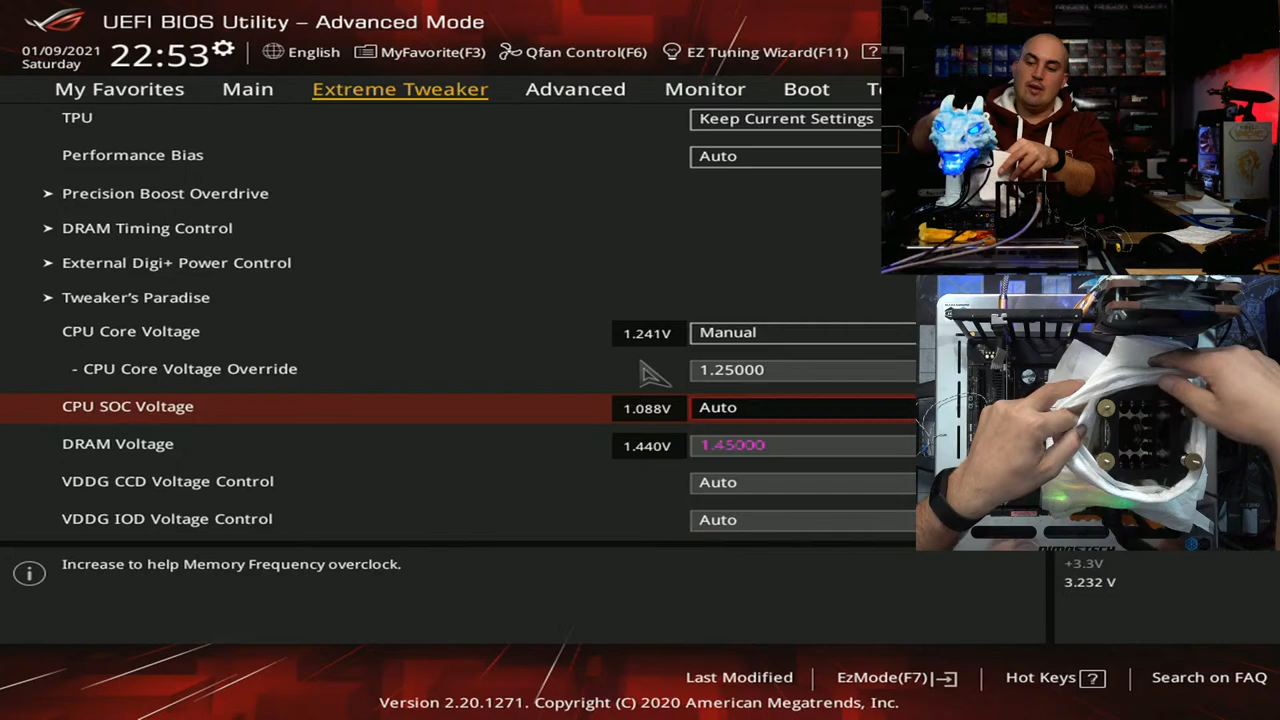 UEFI BIOS Utility – Advanced Mode
01/09/2021
Saturday
22:53
English
MyFavorite(F3)
Qfan Control(F6)
EZ Tuning Wizard(F11)
?
My Favorites
Main
Extreme Tweaker
Advanced
Monitor
Boot
TPU
Keep Current Settings
Performance Bias
Auto
Precision Boost Overdrive
DRAM Timing Control
External Digi+ Power Control
Tweaker's Paradise
CPU Core Voltage
1.241V
Manual
- CPU Core Voltage Override
1.25000
CPU SOC Voltage
1.088V
Auto
DRAM Voltage
1.440V
1.45000
VDDG CCD Voltage Control
Auto
VDDG IOD Voltage Control
Auto
Increase to help Memory Frequency overclock.
+3.3V
3.232 V
Last Modified
EzMode(F7)
Hot Keys ?
Search on FAQ
Version 2.20.1271. Copyright (C) 2020 American Megatrends, Inc.